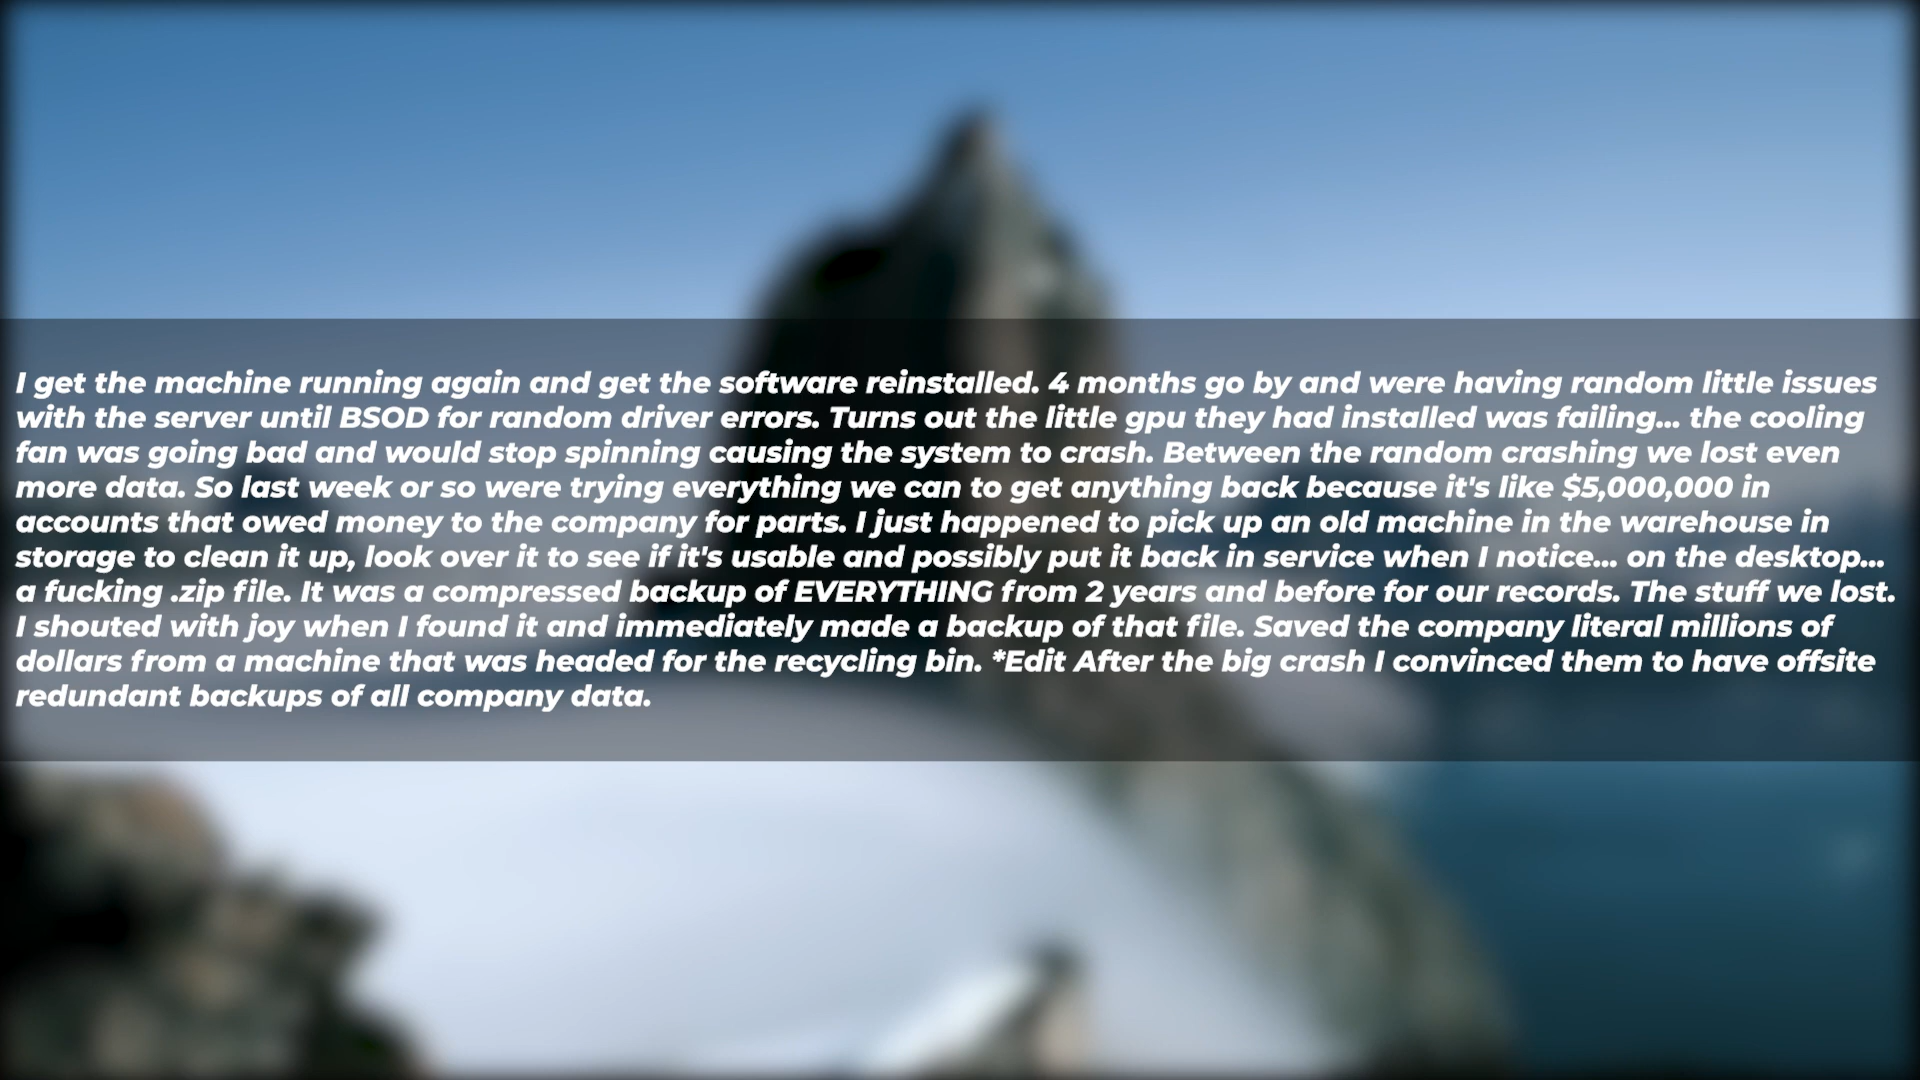 I get the machine running again and get the software reinstalled. 4 months go by and were having random little issues
with the server until BSOD for random driver errors. Turns out the little gpu they had installed was failing... the cooling
fan was going bad and would stop spinning causing the system to crash. Between the random crashing we lost even
more data. So last week or so were trying everything we can to get anything back because it's like $5,000,000 in
accounts that owed money to the company for parts. I just happened to pick up an old machine in the warehouse in
storage to clean it up, look over it to see if it's usable and possibly put it back in service when I notice... on the desktop...
a fucking .zip file. It was a compressed backup of EVERYTHING from 2 years and before for our records. The stuff we lost.
I shouted with joy when I found it and immediately made a backup of that file. Saved the company literal millions of
dollars from a machine that was headed for the recycling bin. *Edit After the big crash I convinced them to have offsite
redundant backups of all company data.